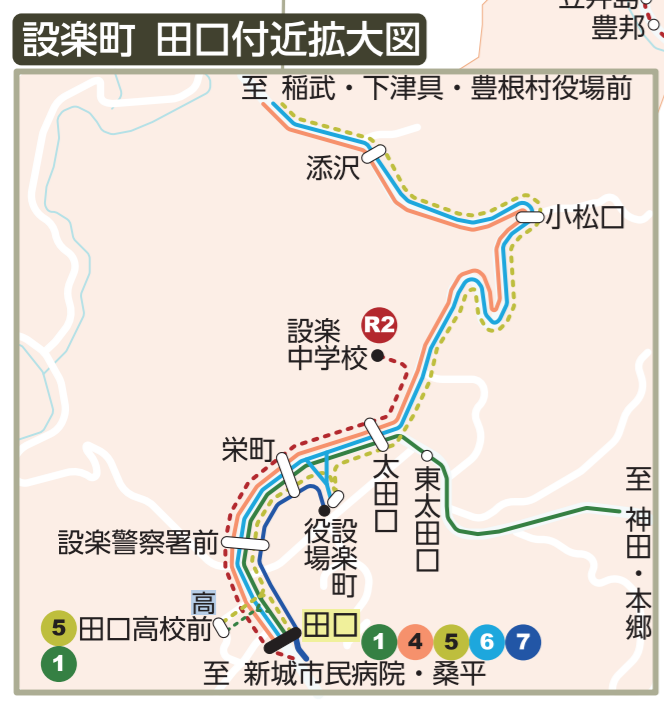 豊邦
設楽町 田口付近拡大図
至 稲武・下津具・豊根村役場前
添沢
小松口
設楽
中学校
R2
栄町
太田口
東太田口
至 神田・本郷
設楽町
役場
設楽警察署前
高
5
田口高校前
1
田口
1 4 5 6 7
至 新城市民病院・桑平